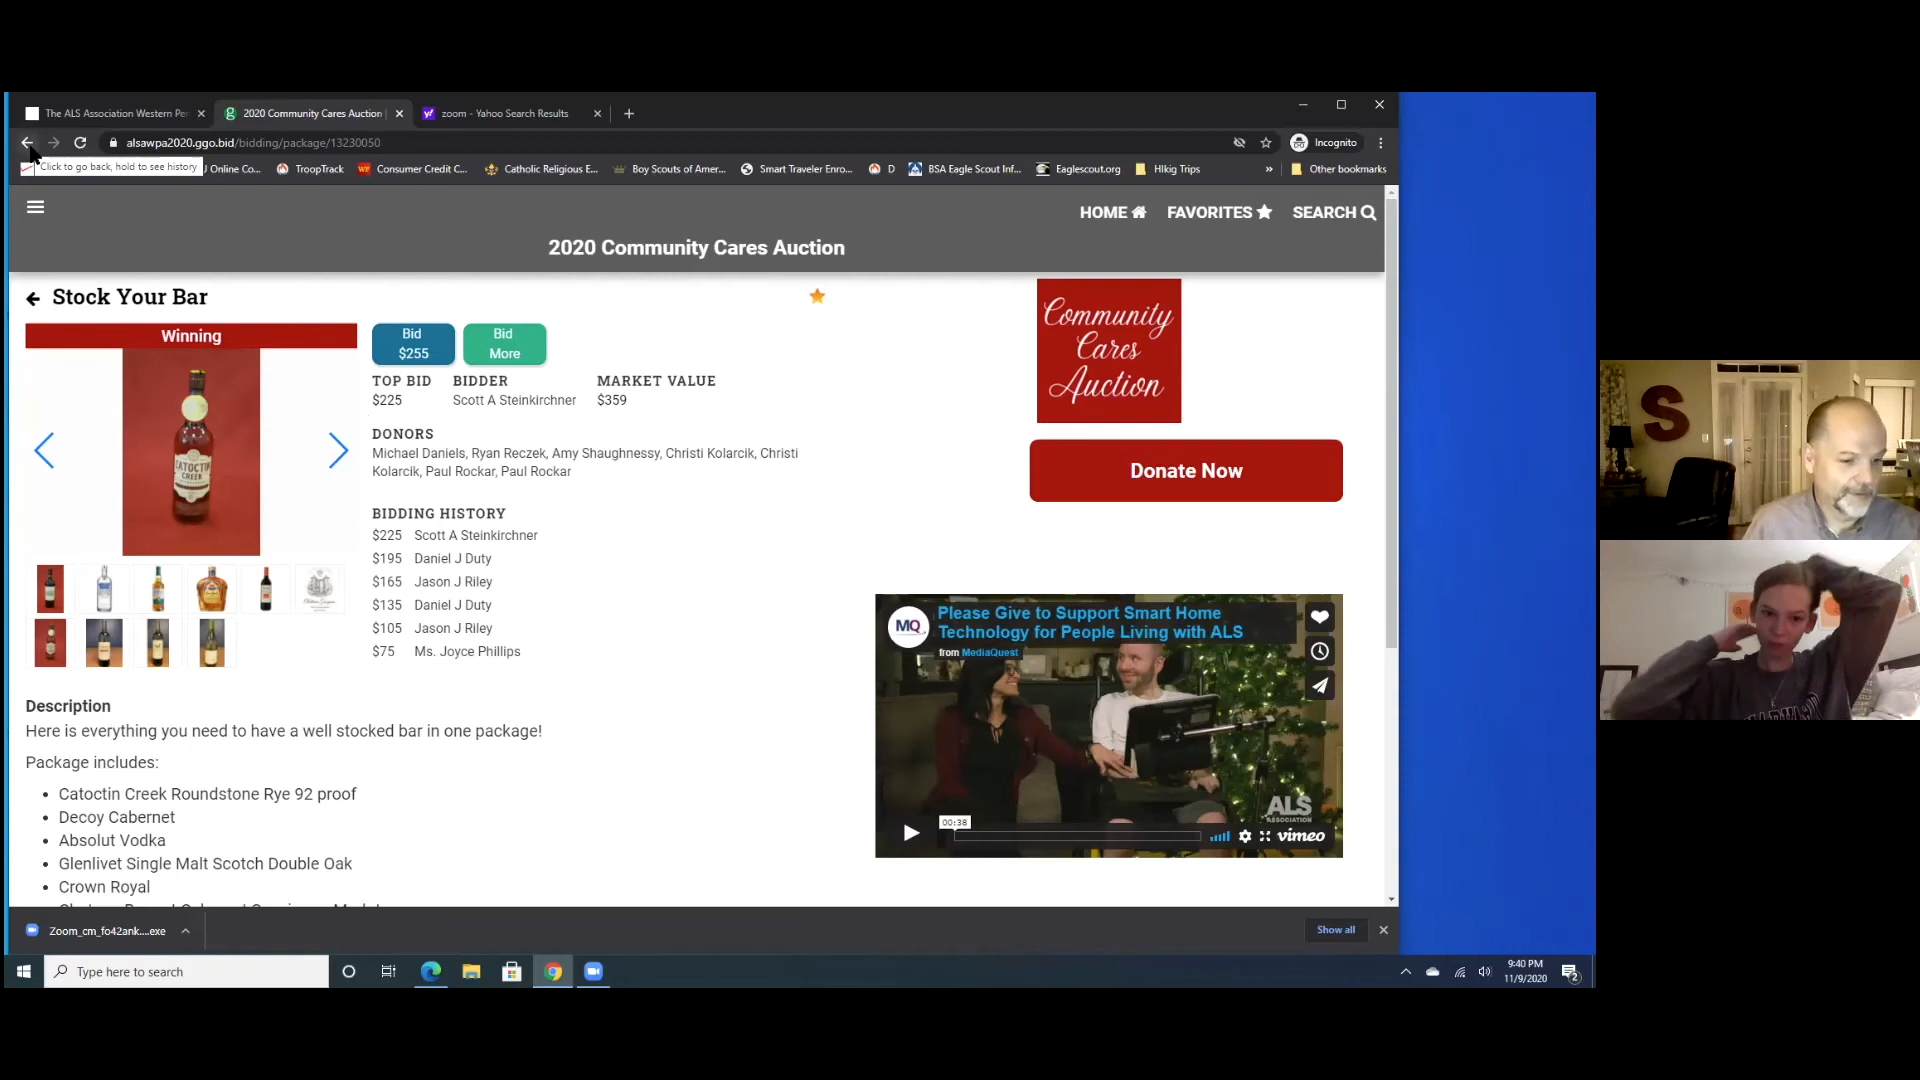 The ALS Association Western Pe
2020 Community Cares Auction |
zoom - Yahoo Search Results
alsawpa2020.ggo.bid/bidding/package/13230050
Incognito
Click to go back, hold to see history
J Online Co...
TroopTrack
Consumer Credit C...
Catholic Religious E...
Boy Scouts of Amer...
Smart Traveler Enro...
D
BSA Eagle Scout Inf...
Eaglescout.org
HIkig Trips
»
Other bookmarks
HOME
FAVORITES
SEARCH
2020 Community Cares Auction
Stock Your Bar
Winning
CATOCTIN
CREEK
Bid
$255
Bid
More
TOP BID
BIDDER
MARKET VALUE
$225
Scott A Steinkirchner
$359
DONORS
Michael Daniels, Ryan Reczek, Amy Shaughnessy, Christi Kolarcik, Christi
Kolarcik, Paul Rockar, Paul Rockar
BIDDING HISTORY
$225 Scott A Steinkirchner
$195 Daniel J Duty
$165 Jason J Riley
$135 Daniel J Duty
$105 Jason J Riley
$75 Ms. Joyce Phillips
Community
Cares
Auction
Donate Now
MQ
Please Give to Support Smart Home
Technology for People Living with ALS
from MediaQuest
ALS
ASSOCIATION
00:38
vimeo
Description
Here is everything you need to have a well stocked bar in one package!
Package includes:
• Catoctin Creek Roundstone Rye 92 proof
• Decoy Cabernet
• Absolut Vodka
• Glenlivet Single Malt Scotch Double Oak
• Crown Royal
Zoom_cm_fo42ank....exe
Show all
Type here to search
9:40 PM
11/9/2020
2
S